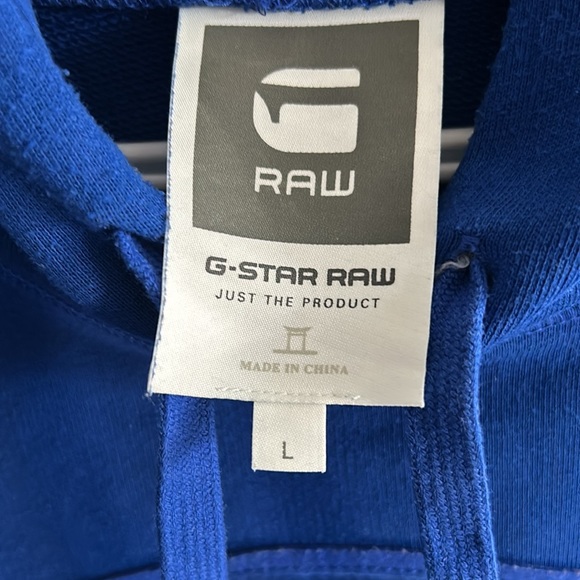 RAW
G-STAR RAW
JUST THE PRODUCT
MADE IN CHINA
L